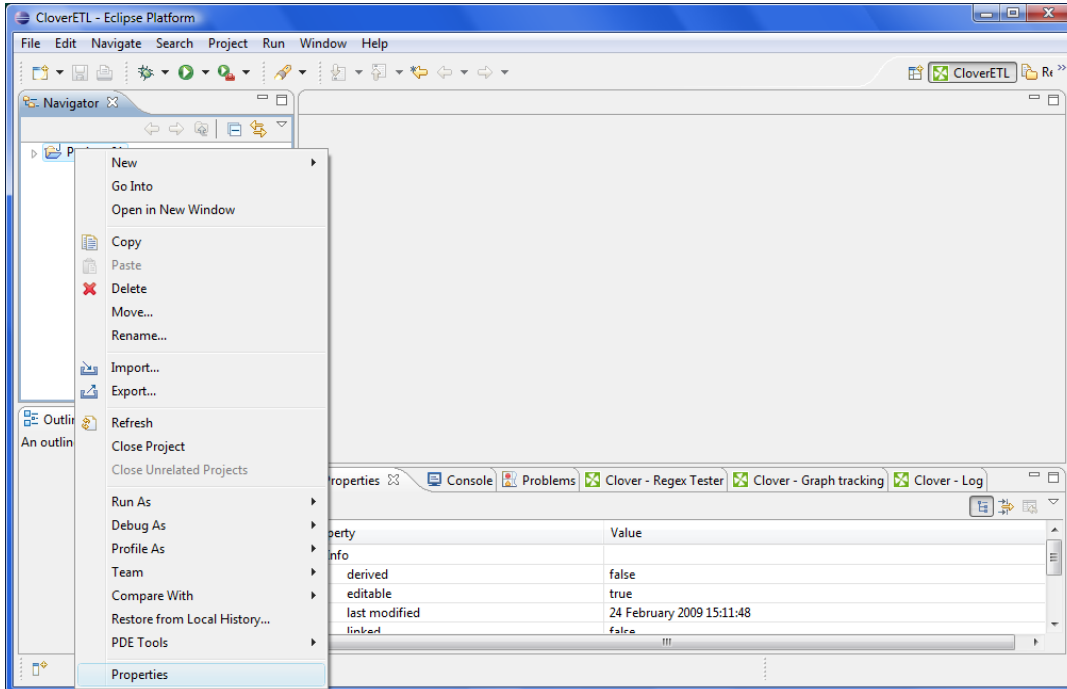 CloverETL - Eclipse Platform
File Edit Navigate Search Project Run Window Help
CloverETL
Navigator
New
Go Into
Open in New Window
Copy
Paste
Delete
Move...
Rename...
Import...
Export...
Refresh
Close Project
Close Unrelated Projects
Run As
Debug As
Profile As
Team
Compare With
Restore from Local History...
PDE Tools
Properties
An outlin
roperties Console Problems Clover - Regex Tester Clover - Graph tracking Clover - Log
perty Value
nfo
derived false
editable true
last modified 24 February 2009 15:11:48
linked false